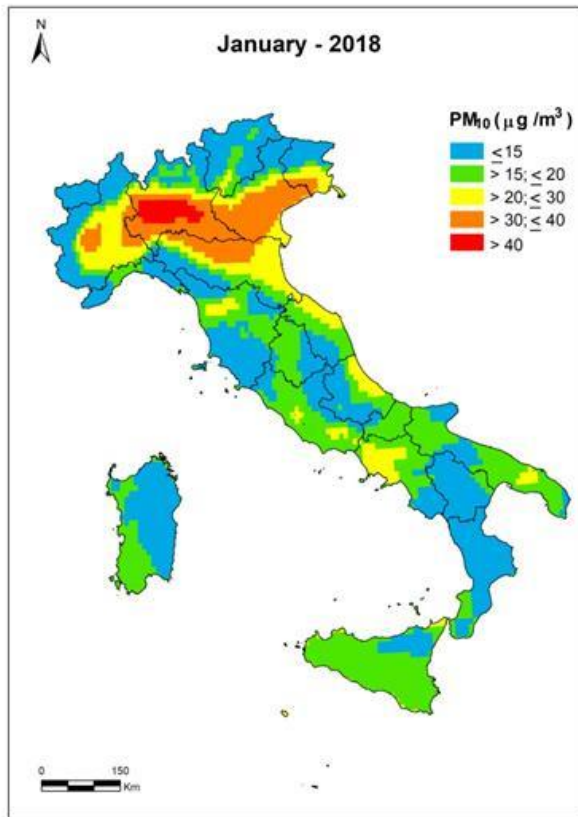 N
January - 2018
PM₁₀ ( μg /m³)
≤15
> 15; ≤ 20
> 20; ≤ 30
> 30; ≤ 40
> 40
0 150
Km